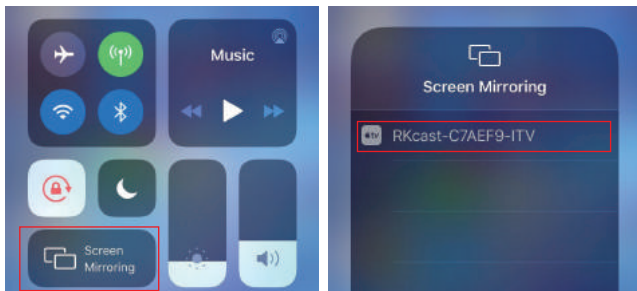 Music
Screen
Mirroring
Screen Mirroring
tv
RKcast-C7AEF9-ITV